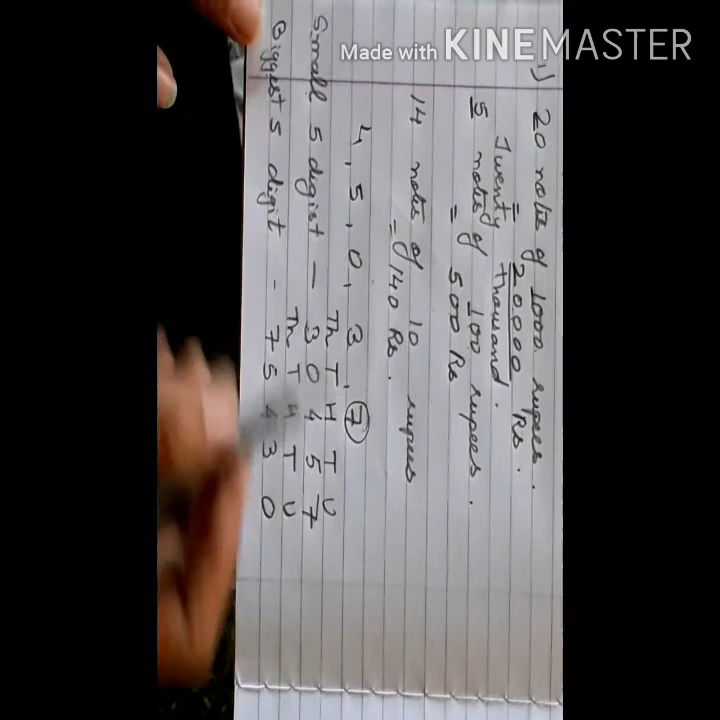 Made with KINEMASTER
1) 20 notes of 1000 rupees.
= 20000 Rs.
Twenty thousand.
5 notes of 100 rupees.
= 500 Rs
14 notes of 10 rupees
= 140 Rs.
4, 5, 0, 3, 7
Th T H T U
Small 5 digist - 3 0 4 5 7
Th T H T U
Biggest 5 digit - 7 5 4 3 0